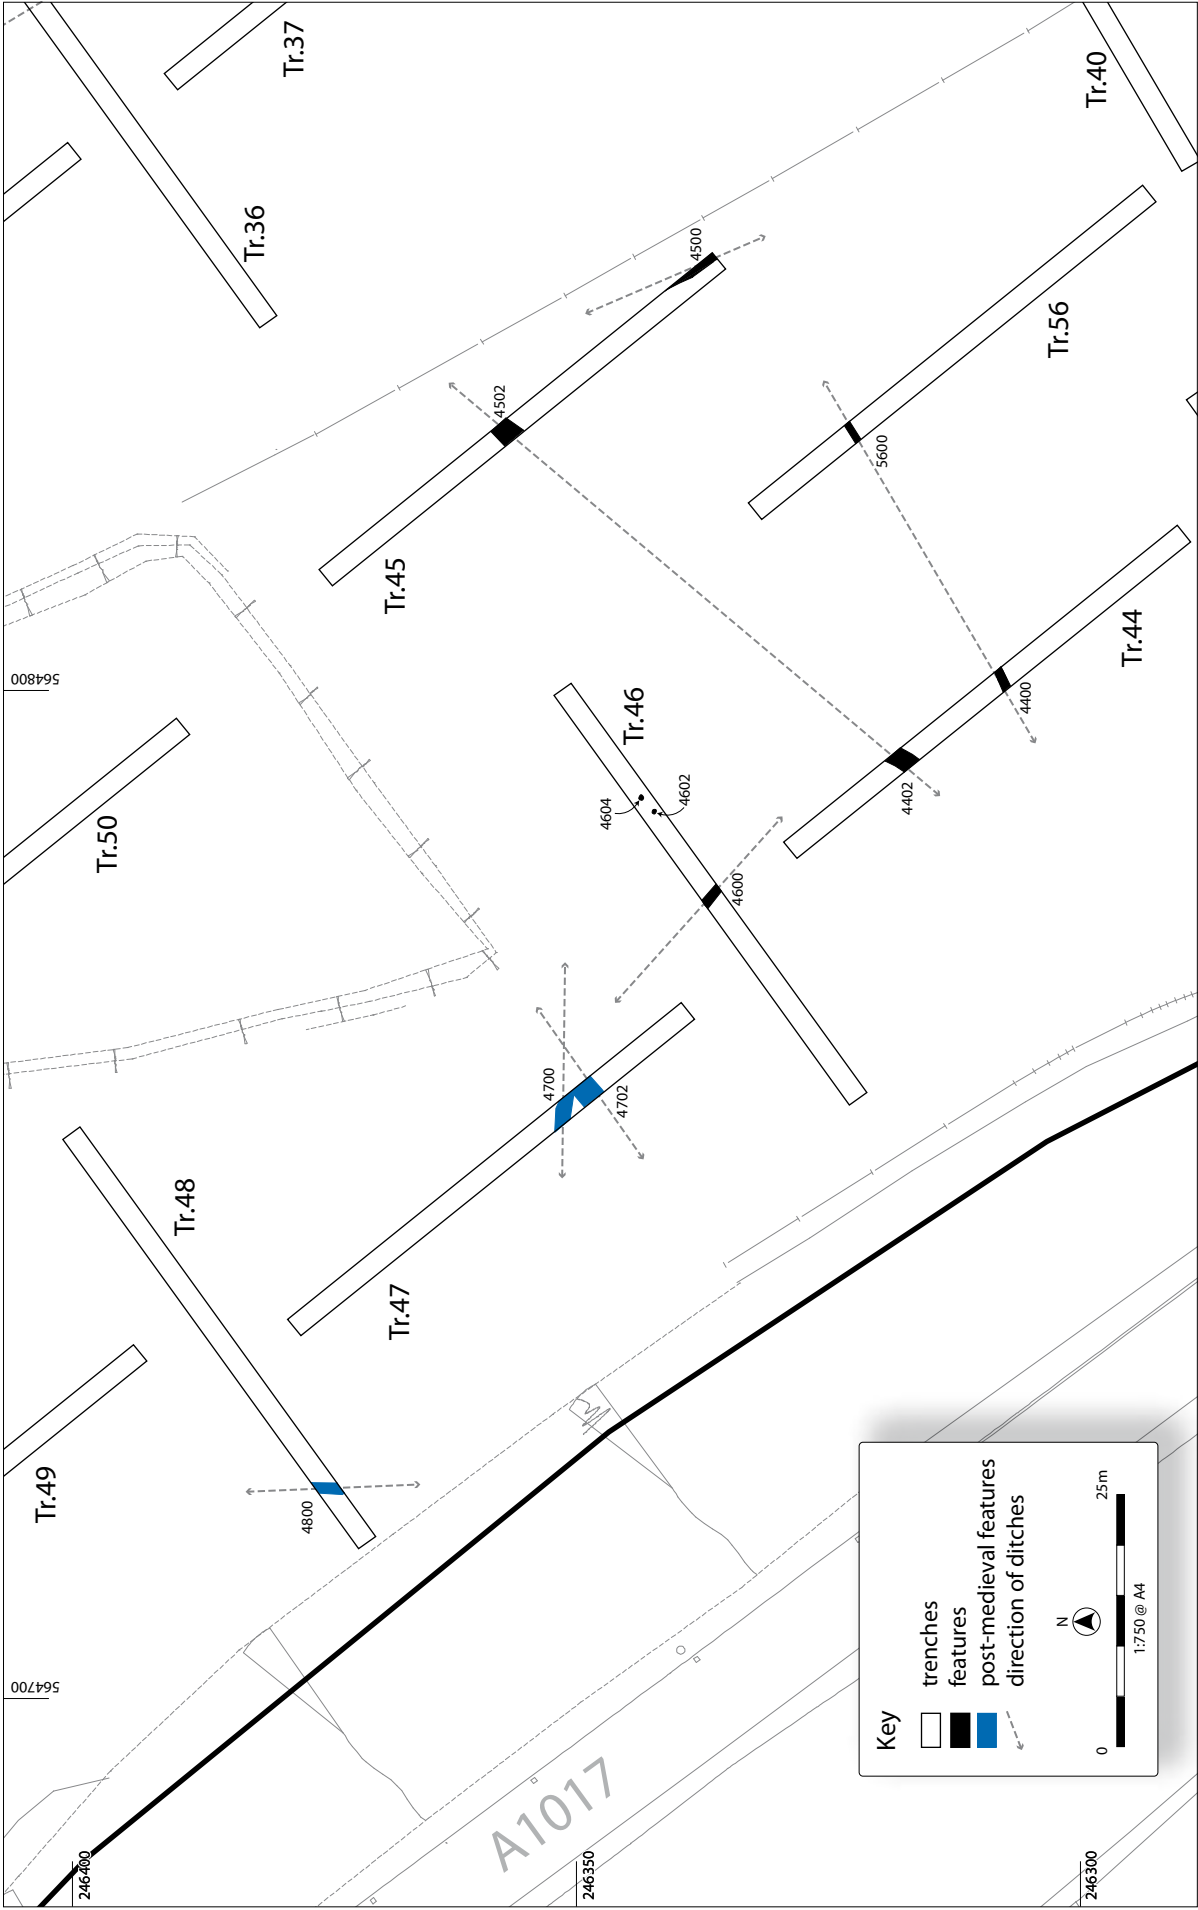 Tr.37
Tr.36
Tr.40
4500
4502
Tr.56
5600
Tr.45
564800
Tr.50
Tr.46
4604
4602
4600
Tr.44
4400
4402
4700
4702
Tr.48
Tr.47
Tr.49
4800
564700
A1017
246400
246350
246300
Key
trenches
features
post-medieval features
direction of ditches
N
0
25m
1:750 @ A4